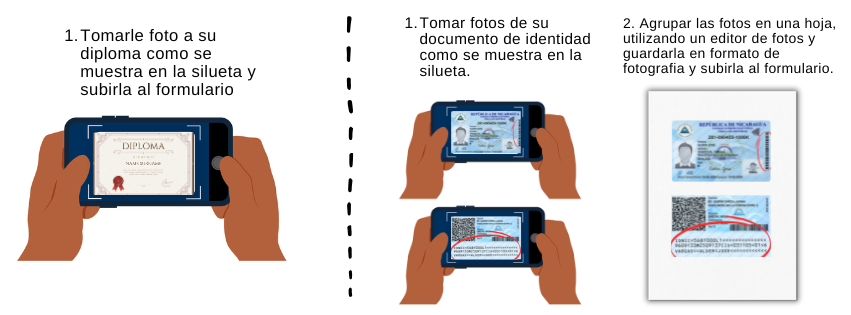 1. Tomarle foto a su
diploma como se
muestra en la silueta y
subirla al formulario
DIPLOMA
1. Tomar fotos de su
documento de identidad
como se muestra en la
silueta.
REPÚBLICA DE NICARAGUA
2. Agrupar las fotos en una hoja,
utilizando un editor de fotos y
guardarla en formato de
fotografia y subirla al formulario.
REPÚBLICA DE NICARAGUA